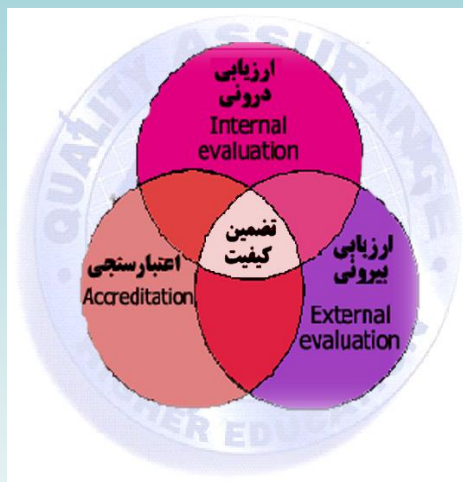 QUALITY ASSURANCE
ارزیابی
درونی
Internal
evaluation
تضمین
کیفیت
اعتبارسنجی
Accreditation
ارزیابی
بیرونی
External
evaluation
HIGHER EDUCATION